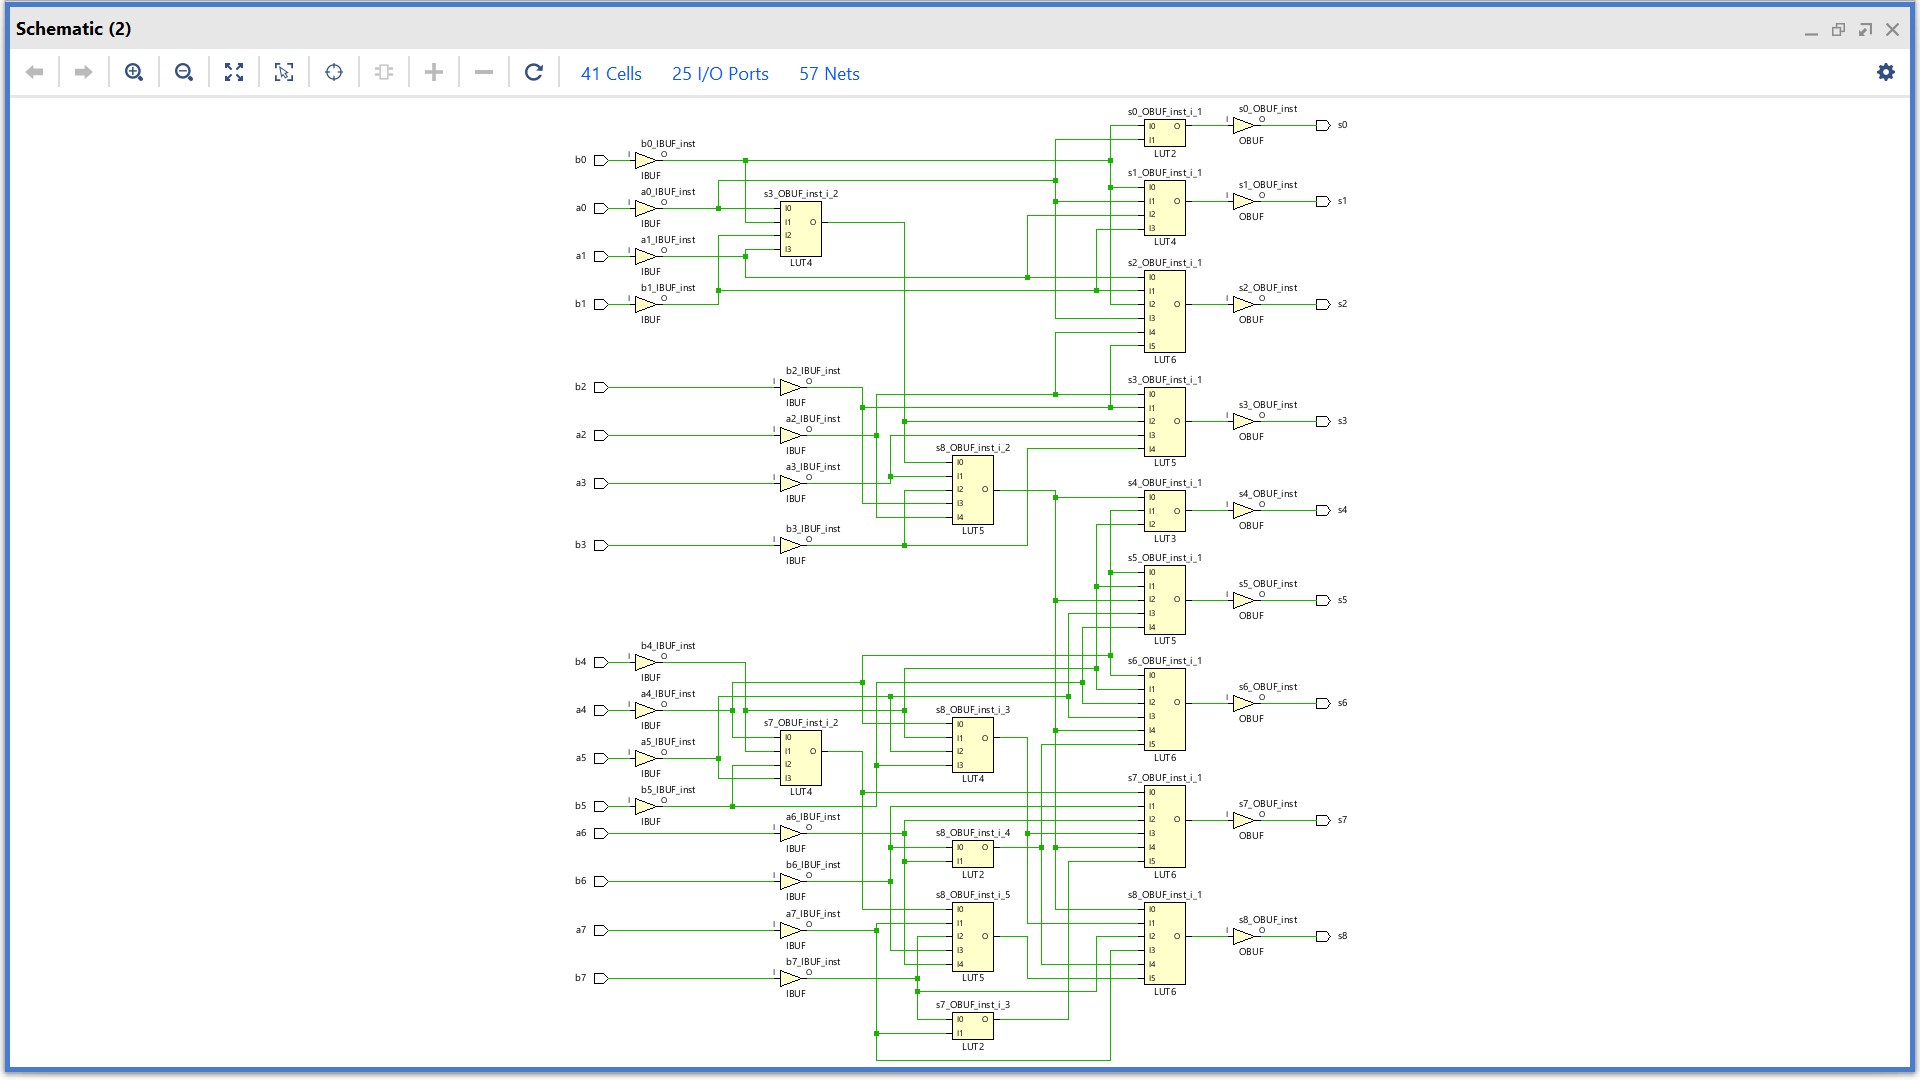 Schematic (2)
41 Cells 25 I/O Ports 57 Nets
s0_OBUF_inst_i_1
I0 O
I1
LUT2
s0_OBUF_inst
I O
OBUF
s0
b0
b0_IBUF_inst
I O
IBUF
a0
a0_IBUF_inst
I O
IBUF
a1
a1_IBUF_inst
I O
IBUF
b1
b1_IBUF_inst
I O
IBUF
s3_OBUF_inst_i_2
I0
I1 O
I2
I3
LUT4
s1_OBUF_inst_i_1
I0
I1 O
I2
I3
LUT4
s1_OBUF_inst
I O
OBUF
s1
s2_OBUF_inst_i_1
I0
I1
I2 O
I3
I4
I5
LUT6
s2_OBUF_inst
I O
OBUF
s2
b2
b2_IBUF_inst
I O
IBUF
a2
a2_IBUF_inst
I O
IBUF
a3
a3_IBUF_inst
I O
IBUF
b3
b3_IBUF_inst
I O
IBUF
s8_OBUF_inst_i_2
I0
I1
I2 O
I3
I4
LUT5
s3_OBUF_inst_i_1
I0
I1
I2 O
I3
I4
LUT5
s3_OBUF_inst
I O
OBUF
s3
s4_OBUF_inst_i_1
I0
I1 O
I2
LUT3
s4_OBUF_inst
I O
OBUF
s4
s5_OBUF_inst_i_1
I0
I1
I2 O
I3
I4
LUT5
s5_OBUF_inst
I O
OBUF
s5
b4
b4_IBUF_inst
I O
IBUF
a4
a4_IBUF_inst
I O
IBUF
a5
a5_IBUF_inst
I O
IBUF
b5
b5_IBUF_inst
I O
IBUF
s7_OBUF_inst_i_2
I0
I1 O
I2
I3
LUT4
s8_OBUF_inst_i_3
I0
I1 O
I2
I3
LUT4
s6_OBUF_inst_i_1
I0
I1
I2 O
I3
I4
I5
LUT6
s6_OBUF_inst
I O
OBUF
s6
a6
a6_IBUF_inst
I O
IBUF
b6
b6_IBUF_inst
I O
IBUF
a7
a7_IBUF_inst
I O
IBUF
b7
b7_IBUF_inst
I O
IBUF
s8_OBUF_inst_i_4
I0 O
I1
LUT2
s8_OBUF_inst_i_5
I0
I1
I2 O
I3
I4
LUT5
s7_OBUF_inst_i_3
I0 O
I1
LUT2
s7_OBUF_inst_i_1
I0
I1
I2 O
I3
I4
I5
LUT6
s7_OBUF_inst
I O
OBUF
s7
s8_OBUF_inst_i_1
I0
I1
I2 O
I3
I4
I5
LUT6
s8_OBUF_inst
I O
OBUF
s8